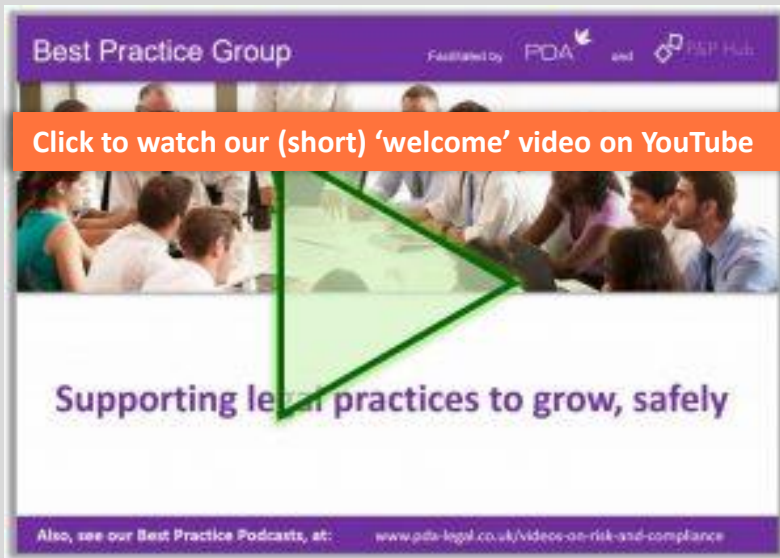 Best Practice Group
Facilitated by PDA and P&P Hub
Click to watch our (short) ‘welcome’ video on YouTube
Supporting legal practices to grow, safely
Also, see our Best Practice Podcasts, at: www.pda-legal.co.uk/videos-on-risk-and-compliance